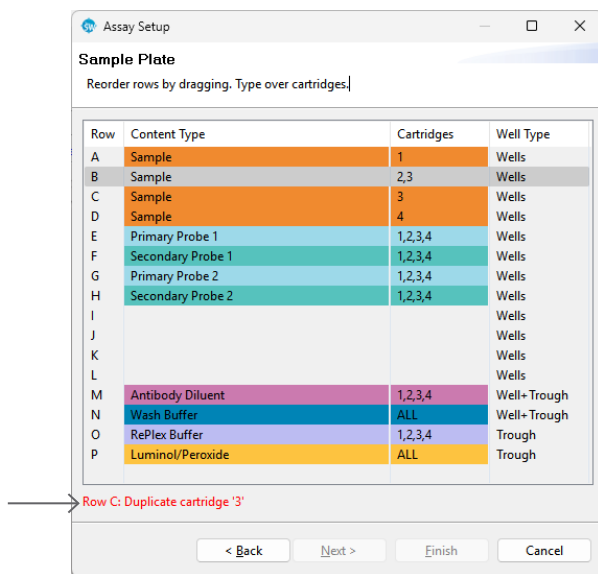 SW Assay Setup
Sample Plate
Reorder rows by dragging. Type over cartridges.
Row Content Type Cartridges Well Type
A Sample 1 Wells
B Sample 2,3 Wells
C Sample 3 Wells
D Sample 4 Wells
E Primary Probe 1 1,2,3,4 Wells
F Secondary Probe 1 1,2,3,4 Wells
G Primary Probe 2 1,2,3,4 Wells
H Secondary Probe 2 1,2,3,4 Wells
I Wells
J Wells
K Wells
L Wells
M Antibody Diluent 1,2,3,4 Well+Trough
N Wash Buffer ALL Well+Trough
O RePlex Buffer 1,2,3,4 Trough
P Luminol/Peroxide ALL Trough
Row C: Duplicate cartridge '3'
< Back Next > Finish Cancel